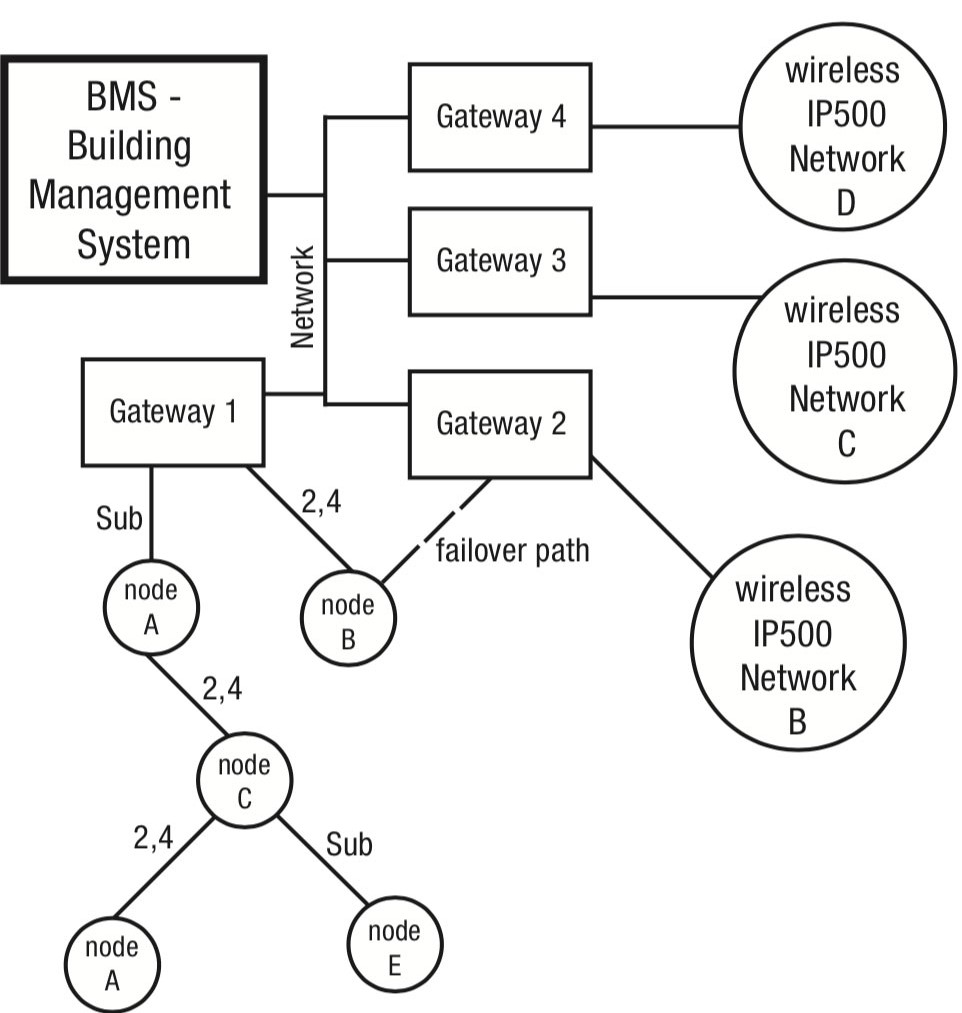 BMS -
Building
Management
System
Gateway 4
wireless
IP500
Network
D
Gateway 3
wireless
IP500
Network
C
Network
Gateway 1
Gateway 2
Sub
2,4
failover path
node
A
node
B
wireless
IP500
Network
B
2,4
node
C
2,4
Sub
node
A
node
E